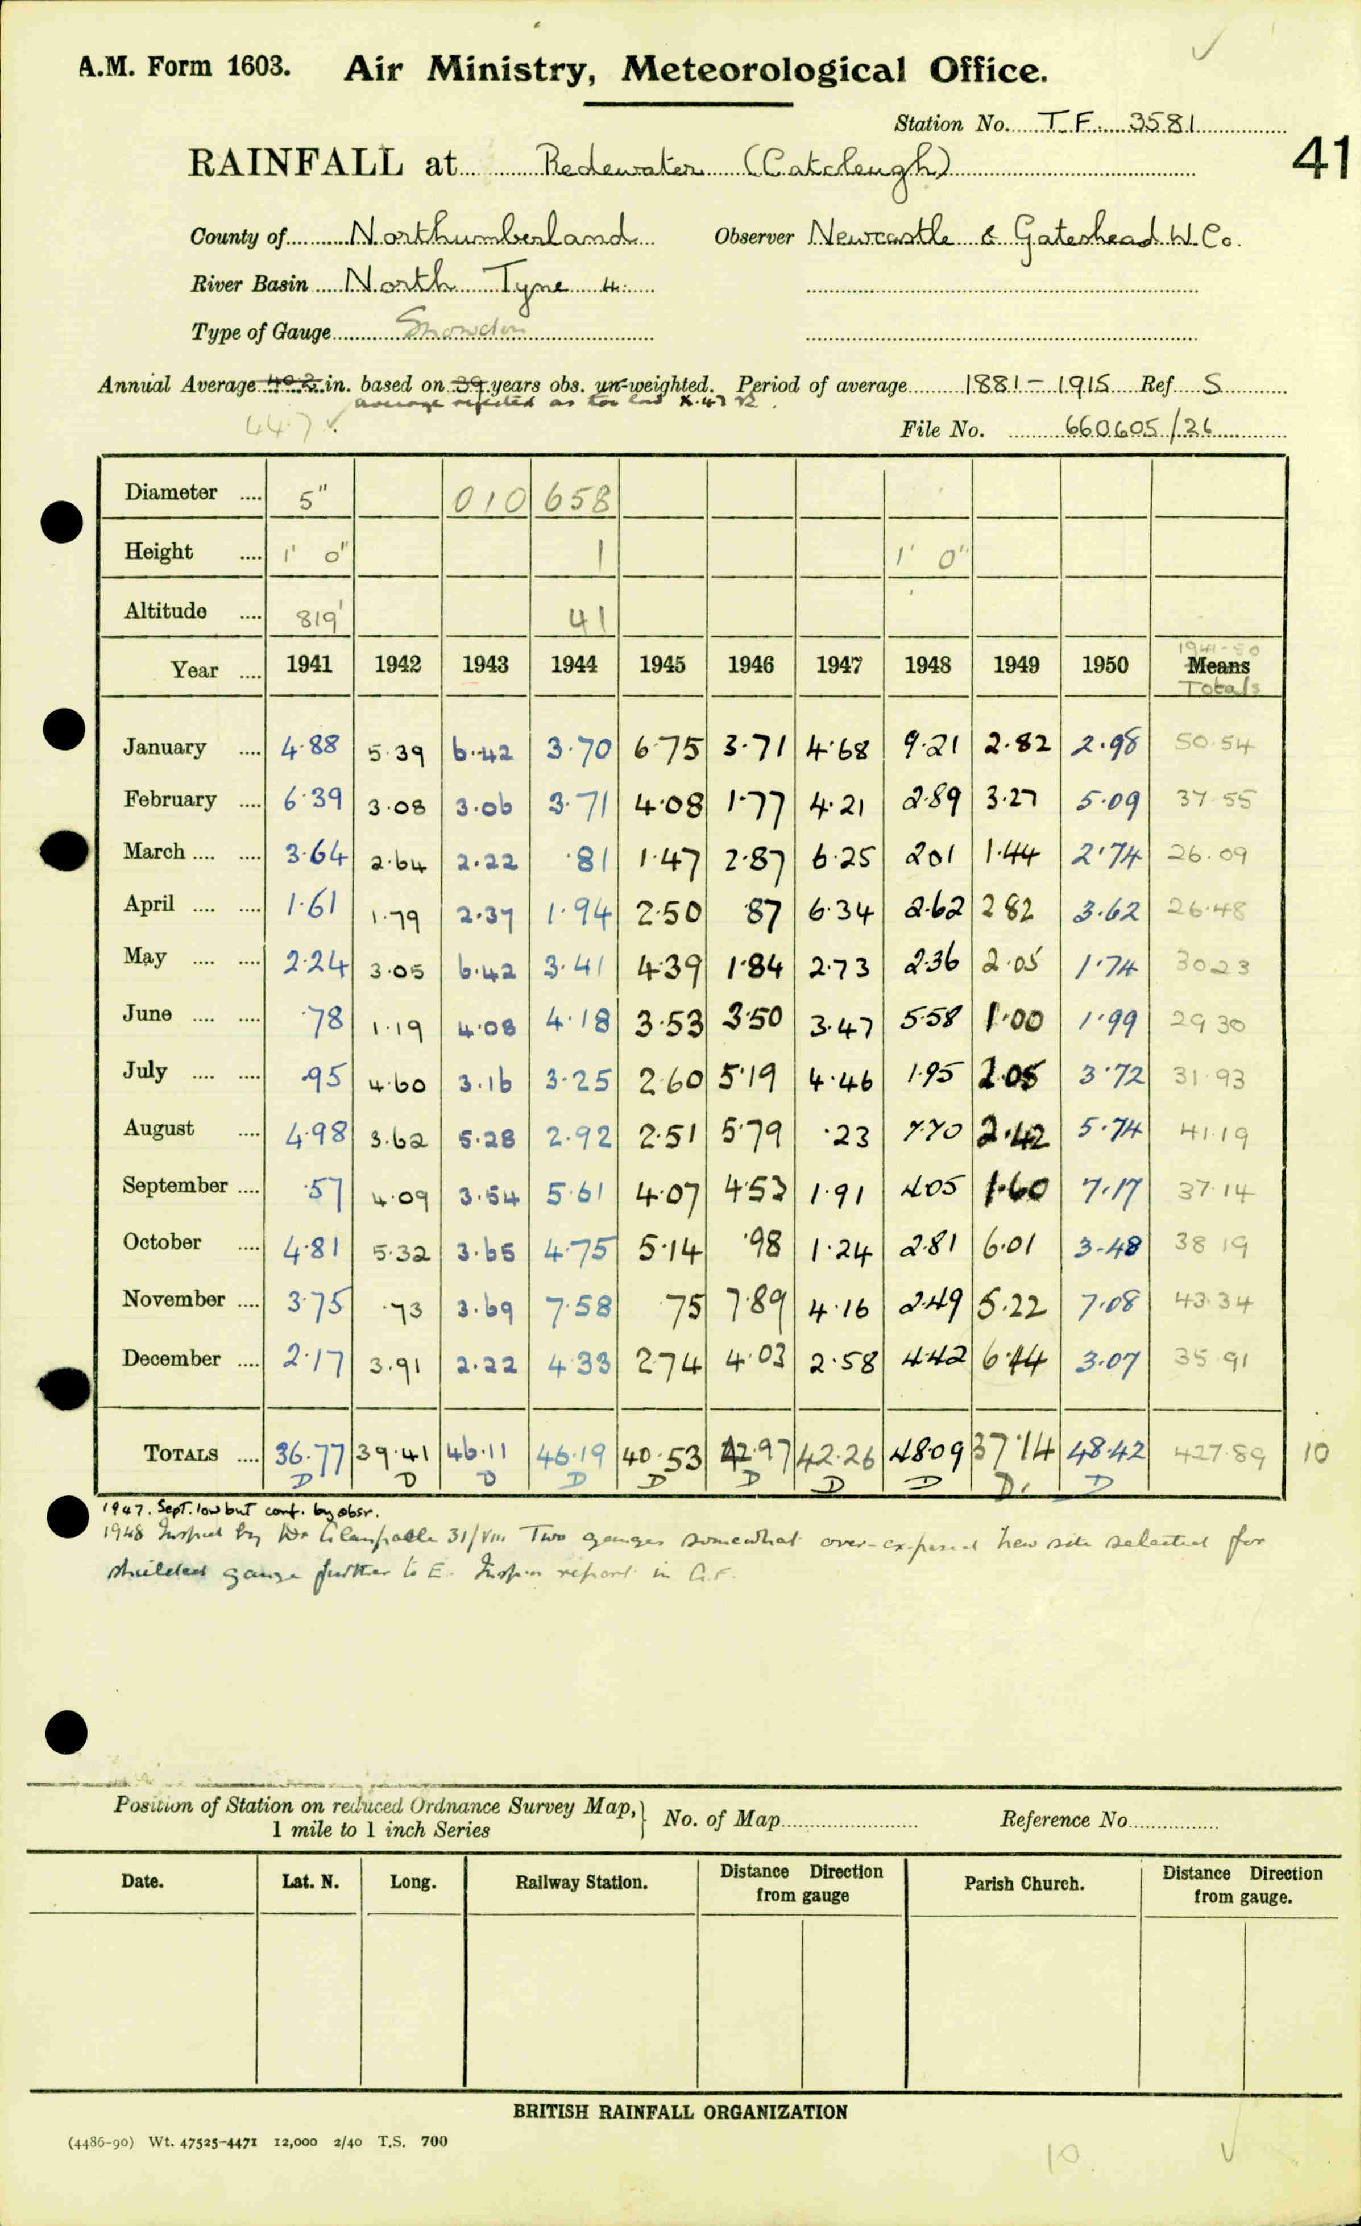 A.M. Form 1603. Air Ministry, Meteorological Office.
Station No. T.F. 3581
RAINFALL at Redewater (Catcleugh)
41
County of Northumberland Observer Newcastle & Gateshead W. Co.
River Basin North Tyne 4.
Type of Gauge Snowdon
Annual Average 40.2 in. based on 39 years obs. un-weighted. Period of average 1881-1915 Ref S
average rejected as too low
44.7 File No. 660605/26
Diameter .... 5" 010 658
Height .... 1' 0" 1 1' 0"
Altitude .... 819' 41
1941-50
Year .... 1941 1942 1943 1944 1945 1946 1947 1948 1949 1950 Means
Totals
January .... 4.88 5.39 6.42 3.70 6.75 3.71 4.68 9.21 2.82 2.98 50.54
February .... 6.39 3.08 3.06 3.71 4.08 1.77 4.21 2.89 3.27 5.09 37.55
March .... .... 3.64 2.64 2.22 .81 1.47 2.87 6.25 2.01 1.44 2.74 26.09
April .... .... 1.61 1.79 2.37 1.94 2.50 .87 6.34 2.62 2.82 3.62 26.48
May .... .... 2.24 3.05 6.42 3.41 4.39 1.84 2.73 2.36 2.05 1.74 30.23
June .... .... .78 1.19 4.08 4.18 3.53 3.50 3.47 5.58 1.00 1.99 29.30
July .... .... .95 4.60 3.16 3.25 2.60 5.19 4.46 1.95 2.05 3.72 31.93
August .... 4.98 3.62 5.28 2.92 2.51 5.79 .23 7.70 2.42 5.74 41.19
September .... .57 4.09 3.54 5.61 4.07 4.53 1.91 4.05 1.60 7.17 37.14
October .... 4.81 5.32 3.65 4.75 5.14 .98 1.24 2.81 6.01 3.48 38.19
November .... 3.75 .73 3.69 7.58 .75 7.89 4.16 2.49 5.22 7.08 43.34
December .... 2.17 3.91 2.22 4.33 2.74 4.03 2.58 4.42 6.44 3.07 35.91
TOTALS .... 36.77 39.41 46.11 45.19 40.53 42.97 42.26 48.09 37.14 48.42 427.89 10
D D D D D D D D D. D
1947. Sept. low but conf. by obsr.
1948 Inspud by Dr 31/VIII Two gauges somewhat over-exposed New site selected for
shielded gauge further to E. Inspn report in
Position of Station on reduced Ordnance Survey Map, No. of Map Reference No.
1 mile to 1 inch Series
Date. Lat. N. Long. Railway Station. Distance Direction from gauge Parish Church. Distance Direction from gauge.
BRITISH RAINFALL ORGANIZATION
(4486-90) Wt. 47525-4471 12,000 2/40 T.S. 700
10